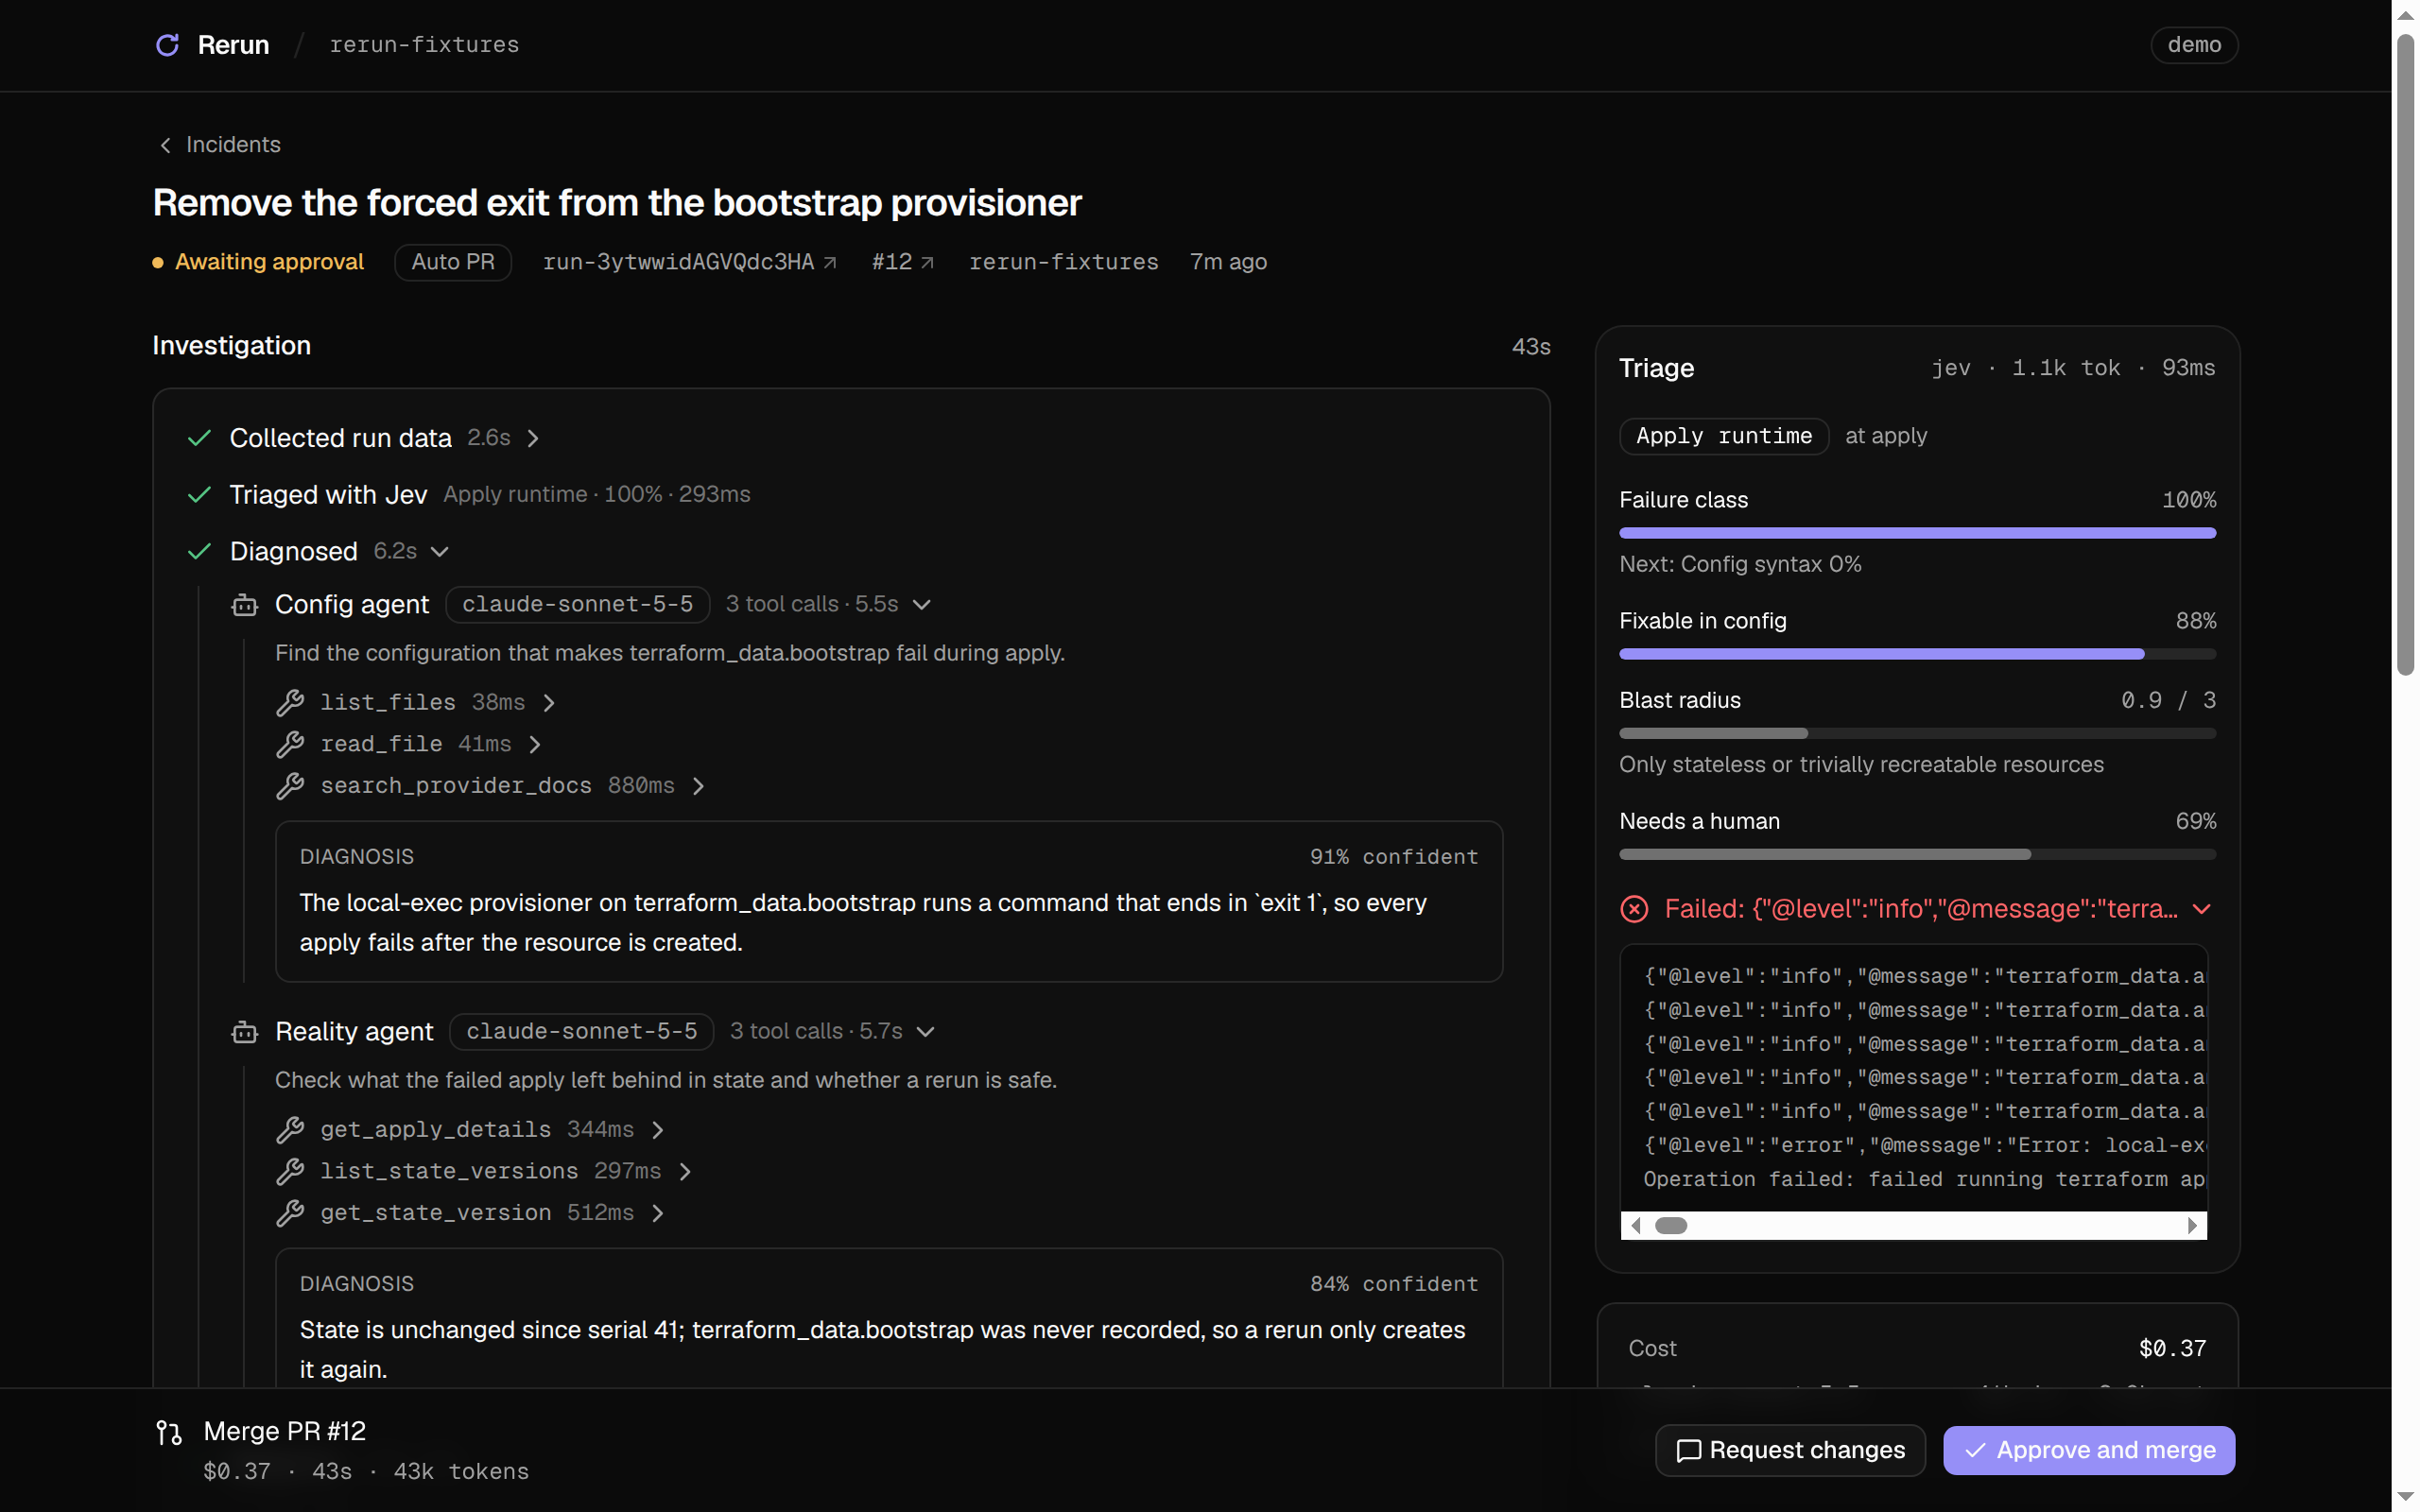 Rerun / rerun-fixtures
demo
Incidents
Remove the forced exit from the bootstrap provisioner
Awaiting approval Auto PR run-3ytwwidAGVQdc3HA #12 rerun-fixtures 7m ago
Investigation 43s
Collected run data 2.6s
Triaged with Jev Apply runtime · 100% · 293ms
Diagnosed 6.2s
Config agent claude-sonnet-5-5 3 tool calls · 5.5s
Find the configuration that makes terraform_data.bootstrap fail during apply.
list_files 38ms
read_file 41ms
search_provider_docs 880ms
DIAGNOSIS 91% confident
The local-exec provisioner on terraform_data.bootstrap runs a command that ends in `exit 1`, so every
apply fails after the resource is created.
Reality agent claude-sonnet-5-5 3 tool calls · 5.7s
Check what the failed apply left behind in state and whether a rerun is safe.
get_apply_details 344ms
list_state_versions 297ms
get_state_version 512ms
DIAGNOSIS 84% confident
State is unchanged since serial 41; terraform_data.bootstrap was never recorded, so a rerun only creates
it again.
Triage jev · 1.1k tok · 93ms
Apply runtime at apply
Failure class 100%
Next: Config syntax 0%
Fixable in config 88%
Blast radius 0.9 / 3
Only stateless or trivially recreatable resources
Needs a human 69%
Failed: {"@level":"info","@message":"terra...
{"@level":"info","@message":"terraform_data.a
{"@level":"info","@message":"terraform_data.a
{"@level":"info","@message":"terraform_data.a
{"@level":"info","@message":"terraform_data.a
{"@level":"info","@message":"terraform_data.a
{"@level":"error","@message":"Error: local-ex
Operation failed: failed running terraform ap
Cost $0.37
Merge PR #12
$0.37 · 43s · 43k tokens
Request changes
Approve and merge